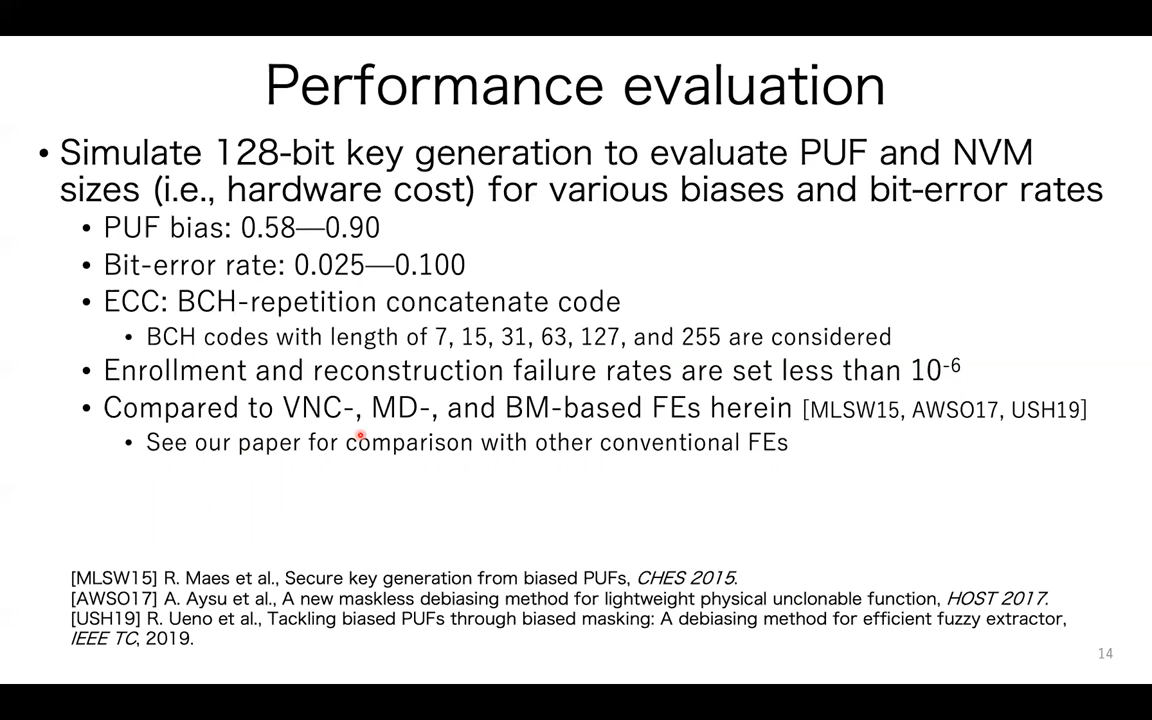 Performance evaluation
• Simulate 128-bit key generation to evaluate PUF and NVM
sizes (i.e., hardware cost) for various biases and bit-error rates
• PUF bias: 0.58—0.90
• Bit-error rate: 0.025—0.100
• ECC: BCH-repetition concatenate code
• BCH codes with length of 7, 15, 31, 63, 127, and 255 are considered
• Enrollment and reconstruction failure rates are set less than 10-6
• Compared to VNC-, MD-, and BM-based FEs herein [MLSW15, AWSO17, USH19]
• See our paper for comparison with other conventional FEs
[MLSW15] R. Maes et al., Secure key generation from biased PUFs, CHES 2015.
[AWSO17] A. Aysu et al., A new maskless debiasing method for lightweight physical unclonable function, HOST 2017.
[USH19] R. Ueno et al., Tackling biased PUFs through biased masking: A debiasing method for efficient fuzzy extractor,
IEEE TC, 2019.
14